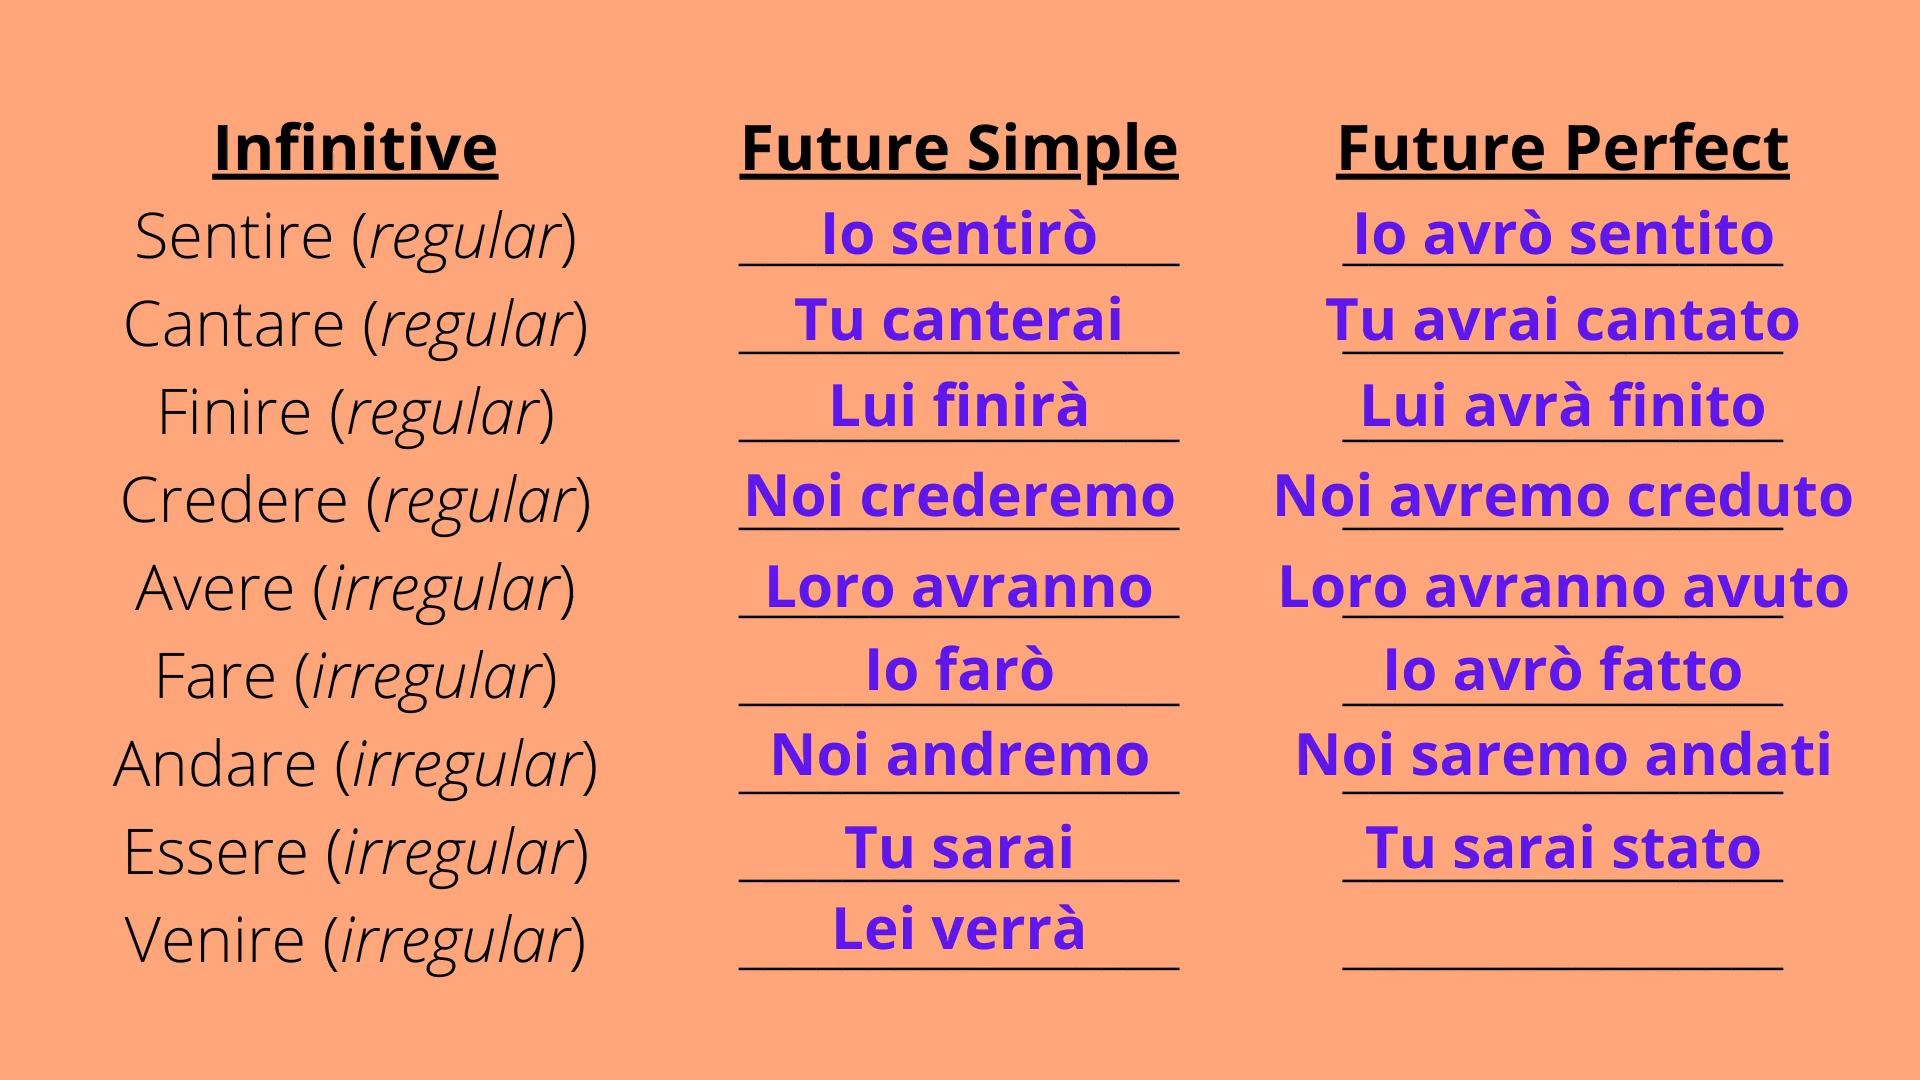 Infinitive Future Simple Future Perfect
Sentire (regular) Io sentirò Io avrò sentito
Cantare (regular) Tu canterai Tu avrai cantato
Finire (regular) Lui finirà Lui avrà finito
Credere (regular) Noi crederemo Noi avremo creduto
Avere (irregular) Loro avranno Loro avranno avuto
Fare (irregular) Io farò Io avrò fatto
Andare (irregular) Noi andremo Noi saremo andati
Essere (irregular) Tu sarai Tu sarai stato
Venire (irregular) Lei verrà